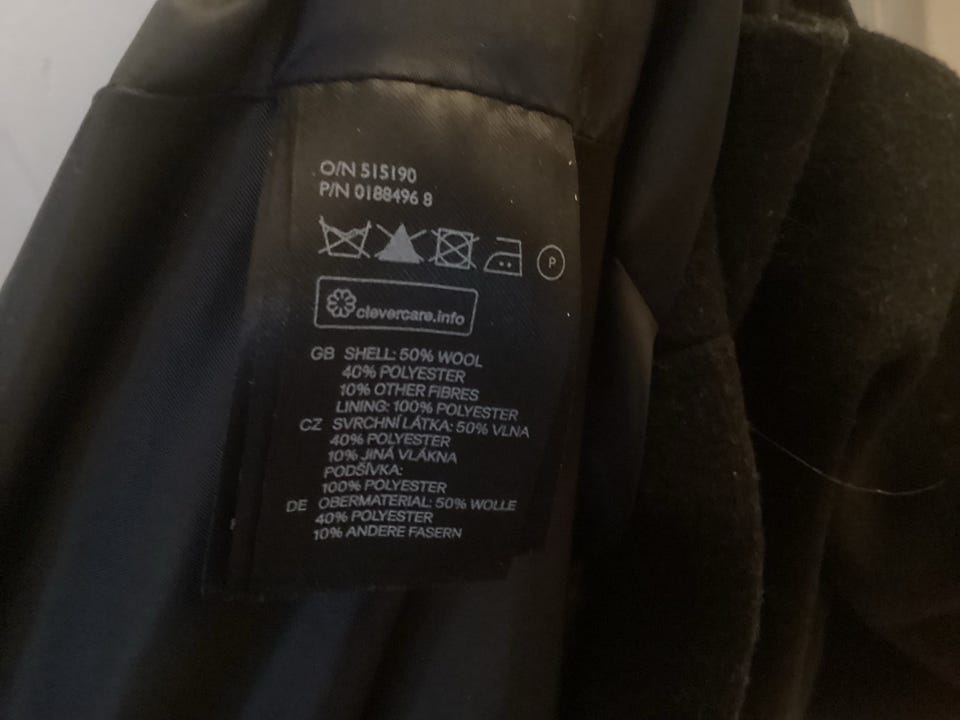 O/N 515190
P/N 0188496 8
P
clevercare.info
GB SHELL: 50% WOOL
40% POLYESTER
10% OTHER FIBRES
LINING: 100% POLYESTER
CZ SVRCHNÍ LÁTKA: 50% VLNA
40% POLYESTER
10% JINÁ VLÁKNA
PODŠÍVKA:
100% POLYESTER
DE OBERMATERIAL: 50% WOLLE
40% POLYESTER
10% ANDERE FASERN